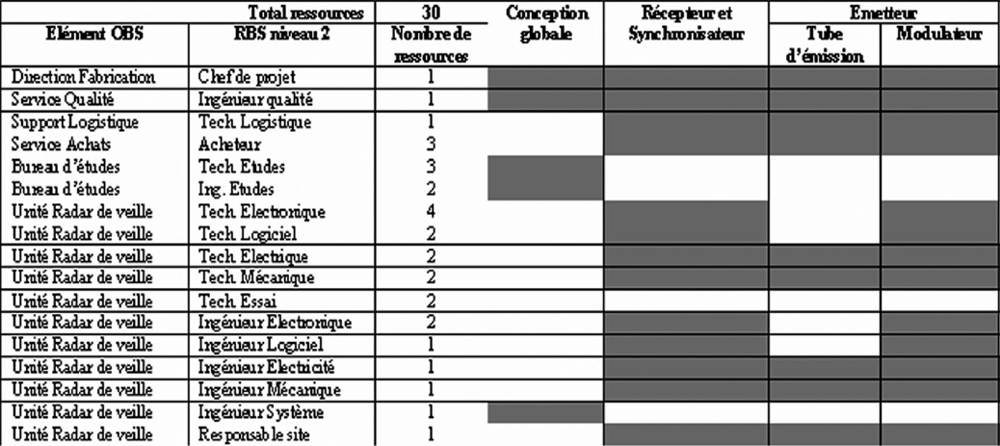 Total ressources 30 Conception globale Récepteur et Synchronisateur Emetteur
Elément OBS RBS niveau 2 Nombre de ressources Tube d'émission Modulateur
Direction Fabrication Chef de projet 1
Service Qualité Ingénieur qualité 1
Support Logistique Tech. Logistique 1
Service Achats Acheteur 3
Bureau d'études Tech. Etudes 3
Bureau d'études Ing. Etudes 2
Unité Radar de veille Tech. Electronique 4
Unité Radar de veille Tech. Logiciel 2
Unité Radar de veille Tech. Electrique 2
Unité Radar de veille Tech. Mécanique 2
Unité Radar de veille Tech. Essai 2
Unité Radar de veille Ingénieur Electronique 2
Unité Radar de veille Ingénieur Logiciel 1
Unité Radar de veille Ingénieur Electricité 1
Unité Radar de veille Ingénieur Mécanique 1
Unité Radar de veille Ingénieur Système 1
Unité Radar de veille Responsable site 1